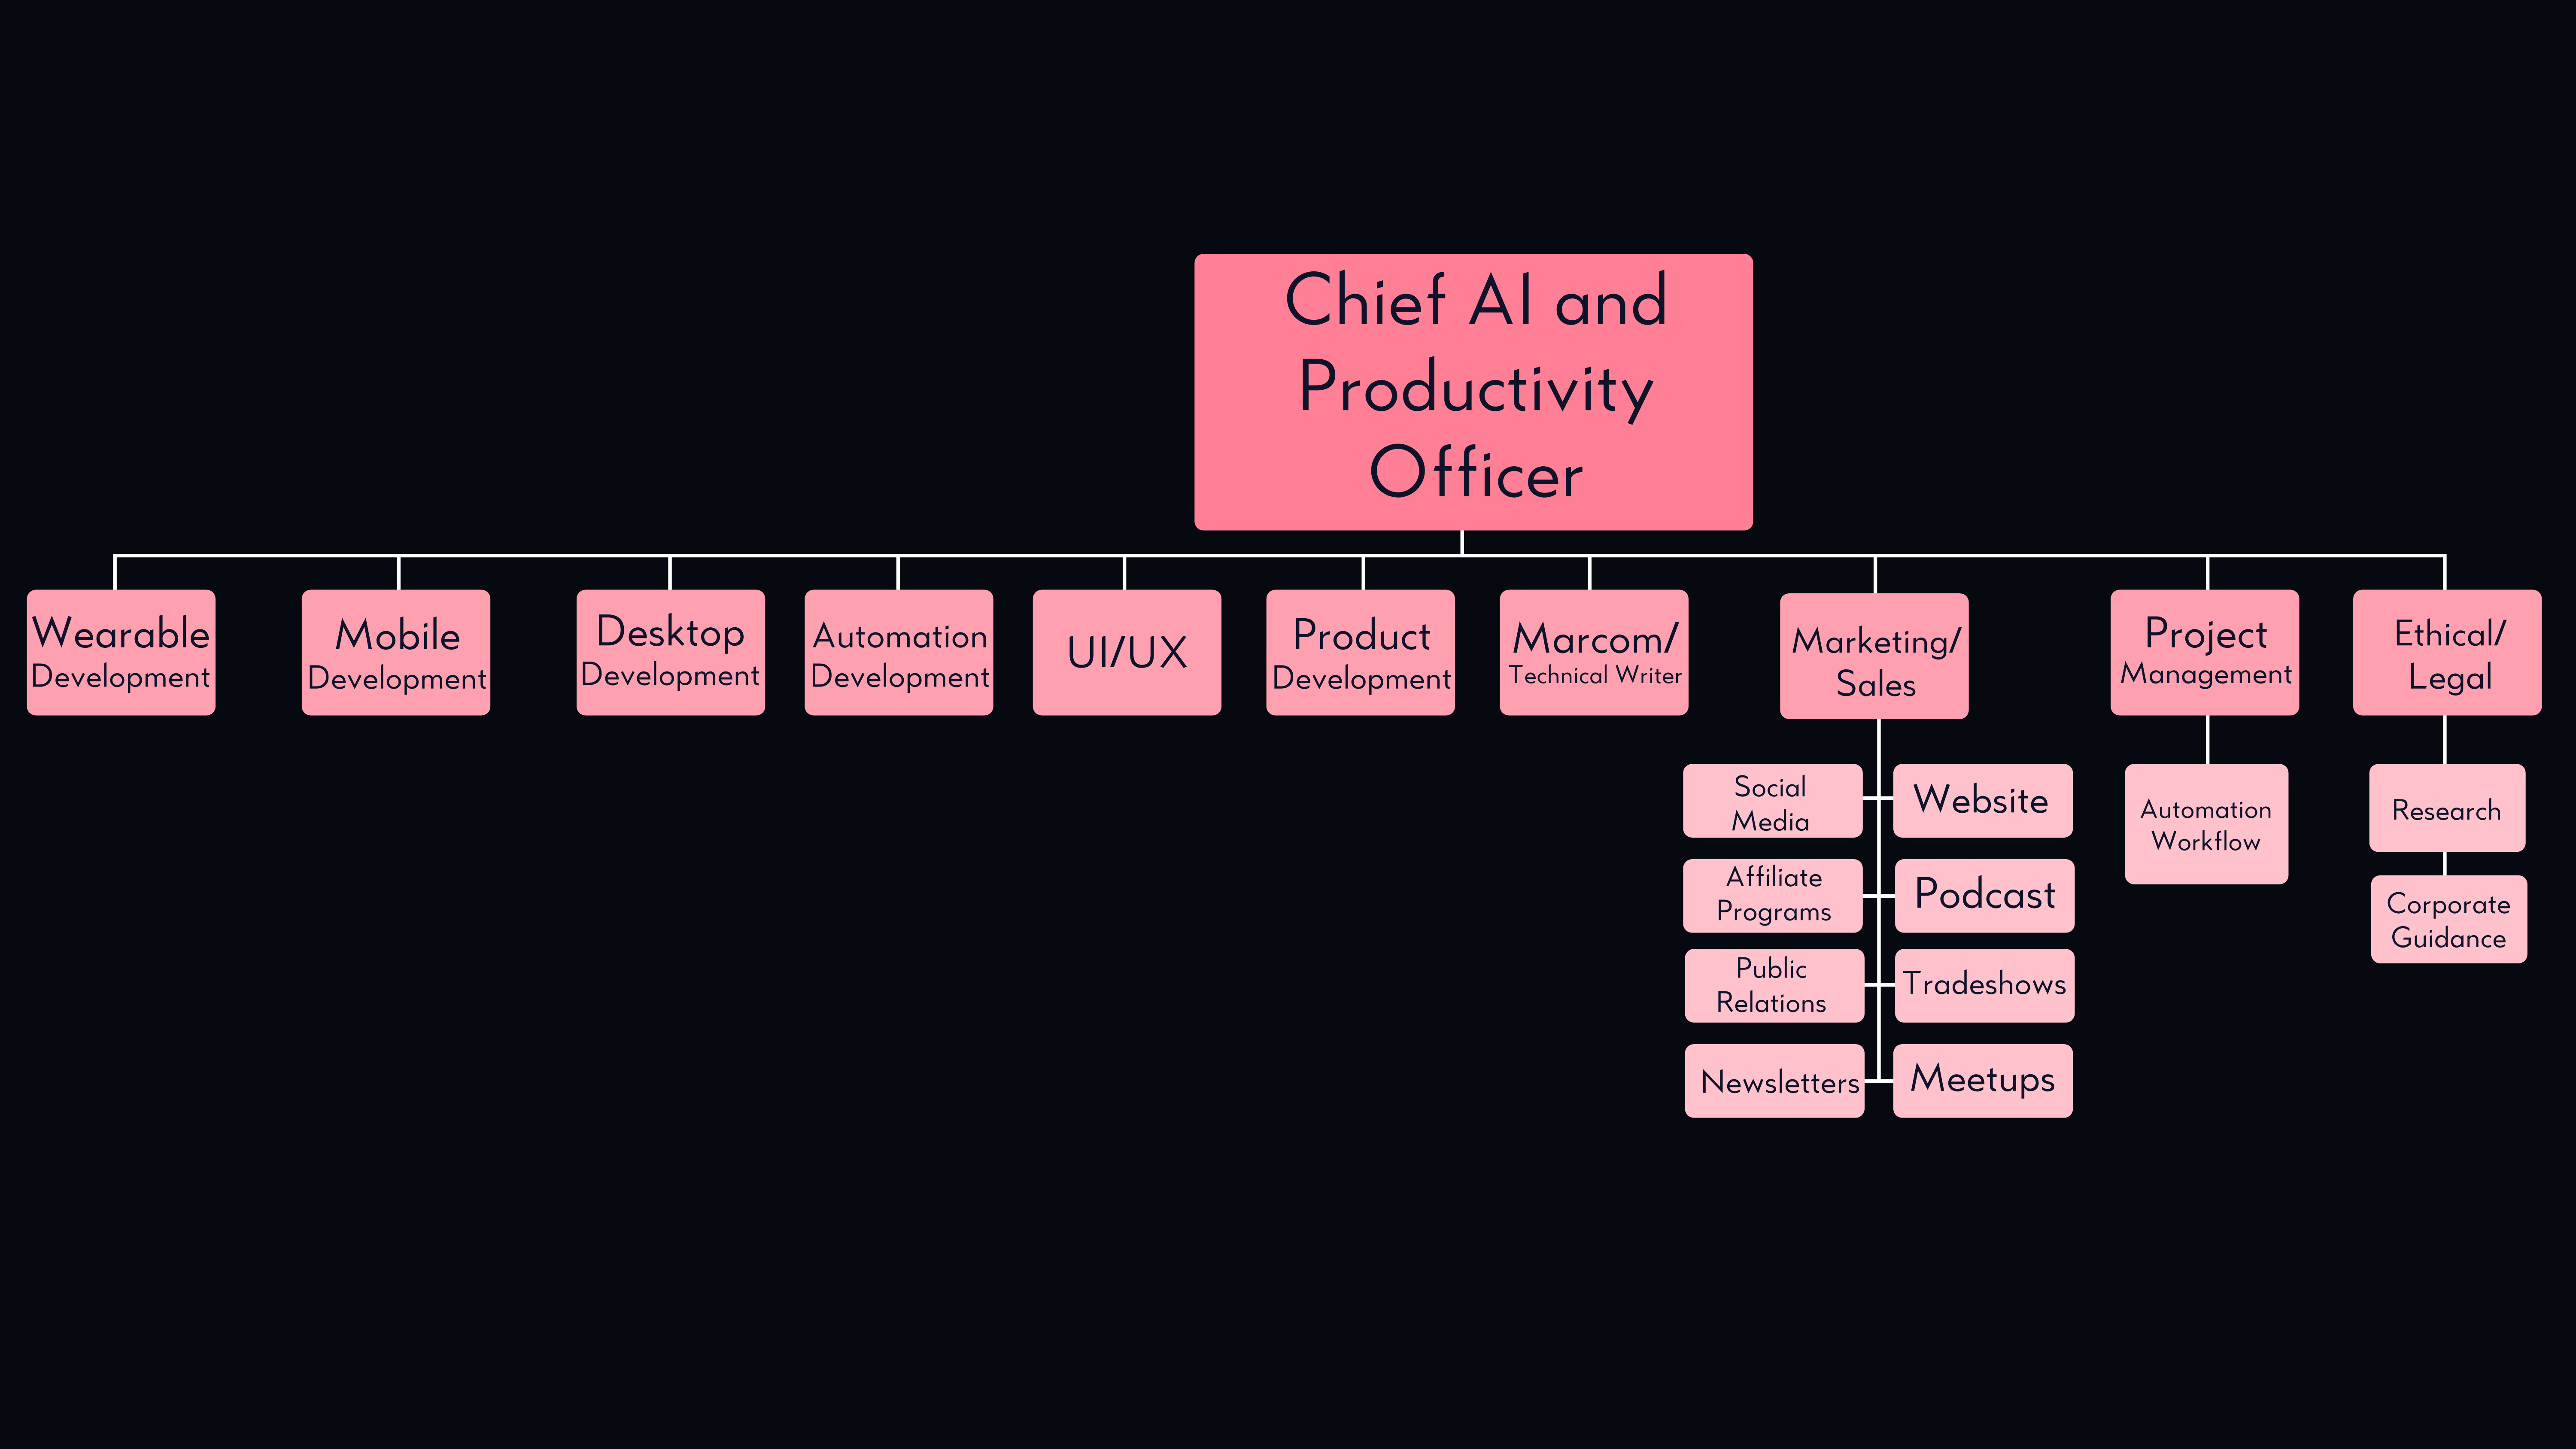 Chief AI and
Productivity
Officer
Wearable
Development
Mobile
Development
Desktop
Development
Automation
Development
UI/UX
Product
Development
Marcom/
Technical Writer
Marketing/
Sales
Project
Management
Ethical/
Legal
Social
Media
Website
Affiliate
Programs
Podcast
Public
Relations
Tradeshows
Newsletters
Meetups
Automation
Workflow
Research
Corporate
Guidance